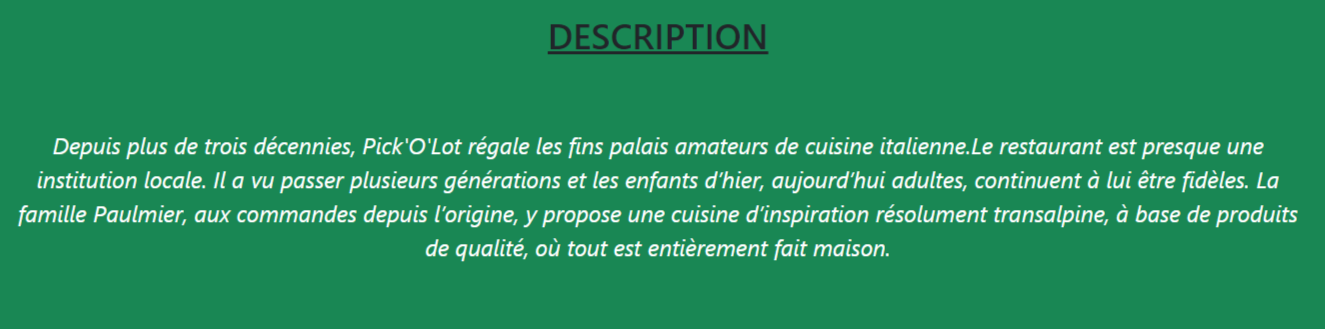 DESCRIPTION
Depuis plus de trois décennies, Pick'O'Lot régale les fins palais amateurs de cuisine italienne.Le restaurant est presque une
institution locale. Il a vu passer plusieurs générations et les enfants d’hier, aujourd’hui adultes, continuent à lui être fidèles. La
famille Paulmier, aux commandes depuis l’origine, y propose une cuisine d’inspiration résolument transalpine, à base de produits
de qualité, où tout est entièrement fait maison.